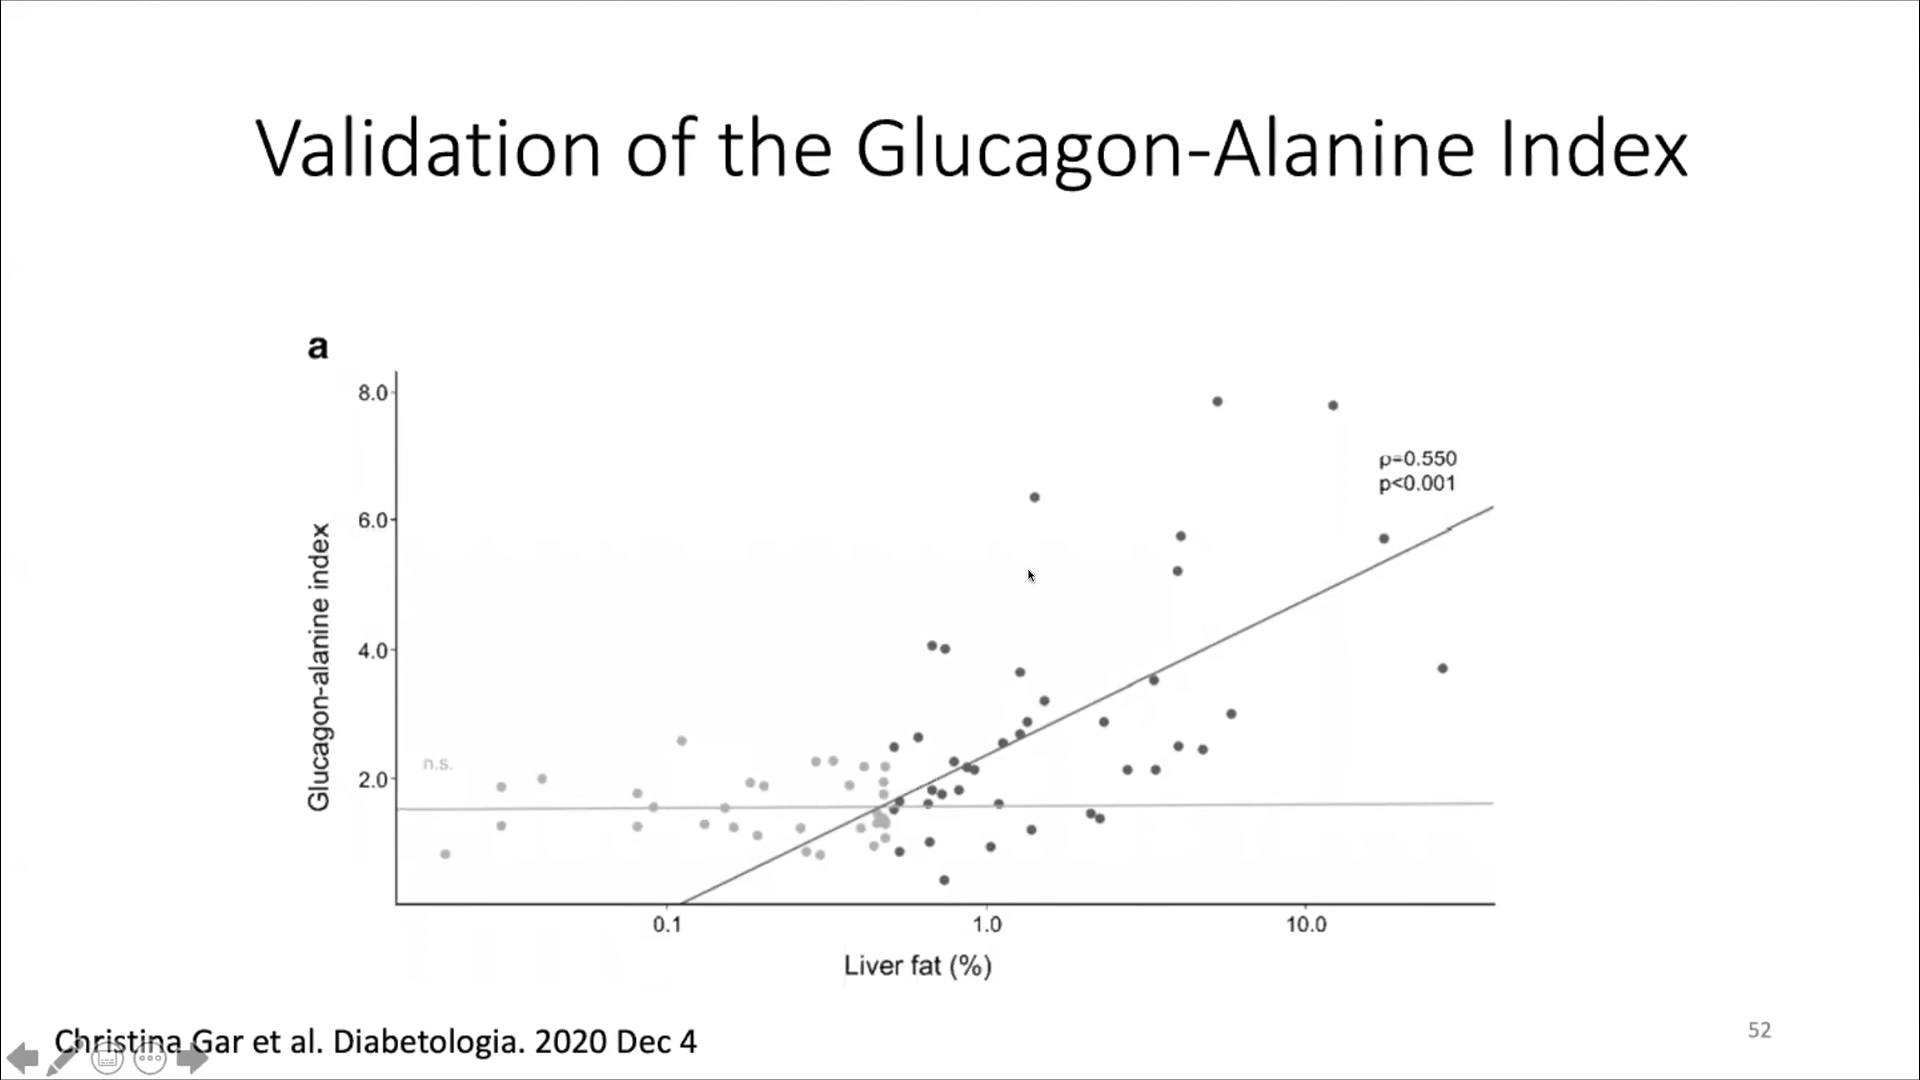 Validation of the Glucagon-Alanine Index
a
8.0
6.0
4.0
2.0
Glucagon-alanine index
n.s.
ρ=0.550
p<0.001
0.1
1.0
10.0
Liver fat (%)
Christina Gar et al. Diabetologia. 2020 Dec 4
52